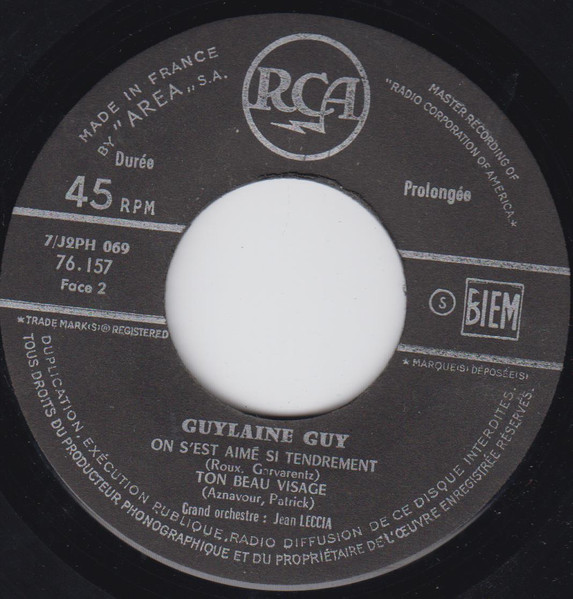 MADE IN FRANCE
BY "AREA" S.A.
RCA
MASTER RECORDING OF
"RADIO CORPORATION OF AMERICA"★
Durée
Prolongée
45 RPM
7/J2PH 069
76.157
Face 2
S
BIEM
★TRADE MARK(S)® REGISTERED
★ MARQUE(S) DÉPOSÉE(S)
GUYLAINE GUY
ON S'EST AIMÉ SI TENDREMENT
(Roux, Garvarentz)
TON BEAU VISAGE
(Aznavour, Patrick)
Grand orchestre : Jean LECCIA
DUPLICATION EXÉCUTION PUBLIQUE, RADIO DIFFUSION DE CE DISQUE INTERDITES.
TOUS DROITS DU PRODUCTEUR PHONOGRAPHIQUE ET DU PROPRIÉTAIRE DE L'ŒUVRE ENREGISTRÉE RÉSERVÉS.